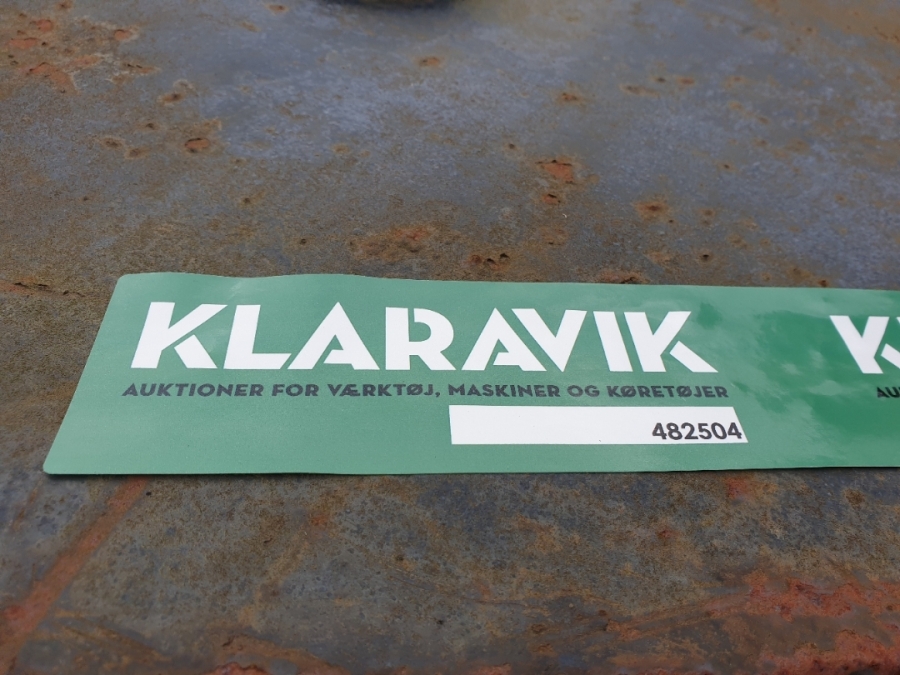 KLARAVIK
AUKTIONER FOR VÆRKTØJ, MASKINER OG KØRETØJER
482504